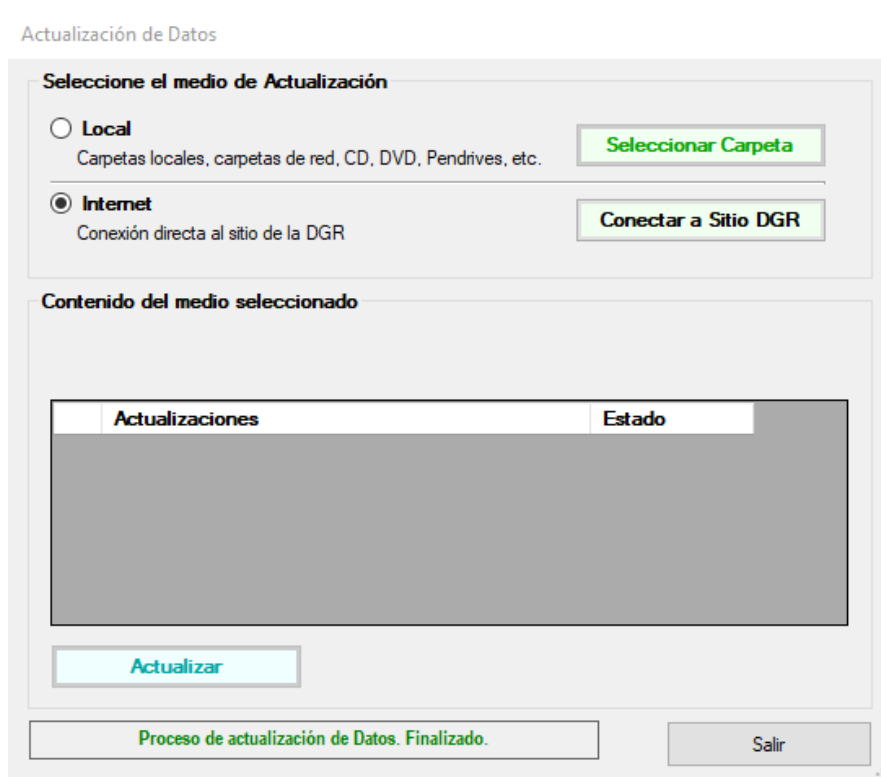 Actualización de Datos
Seleccione el medio de Actualización
Local
Seleccionar Carpeta
Carpetas locales, carpetas de red, CD, DVD, Pendrives, etc.
Internet
Conectar a Sitio DGR
Conexión directa al sitio de la DGR
Contenido del medio seleccionado
Actualizaciones Estado
Actualizar
Proceso de actualización de Datos. Finalizado.
Salir